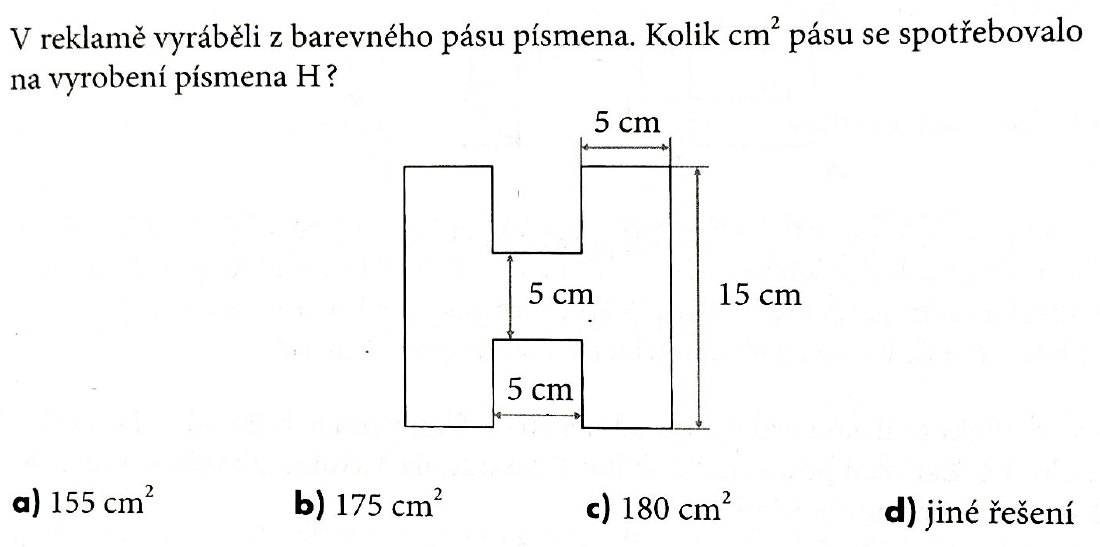 V reklamě vyráběli z barevného pásu písmena. Kolik cm² pásu se spotřebovalo
na vyrobení písmena H?
5 cm
5 cm
15 cm
5 cm
a) 155 cm² b) 175 cm² c) 180 cm² d) jiné řešení